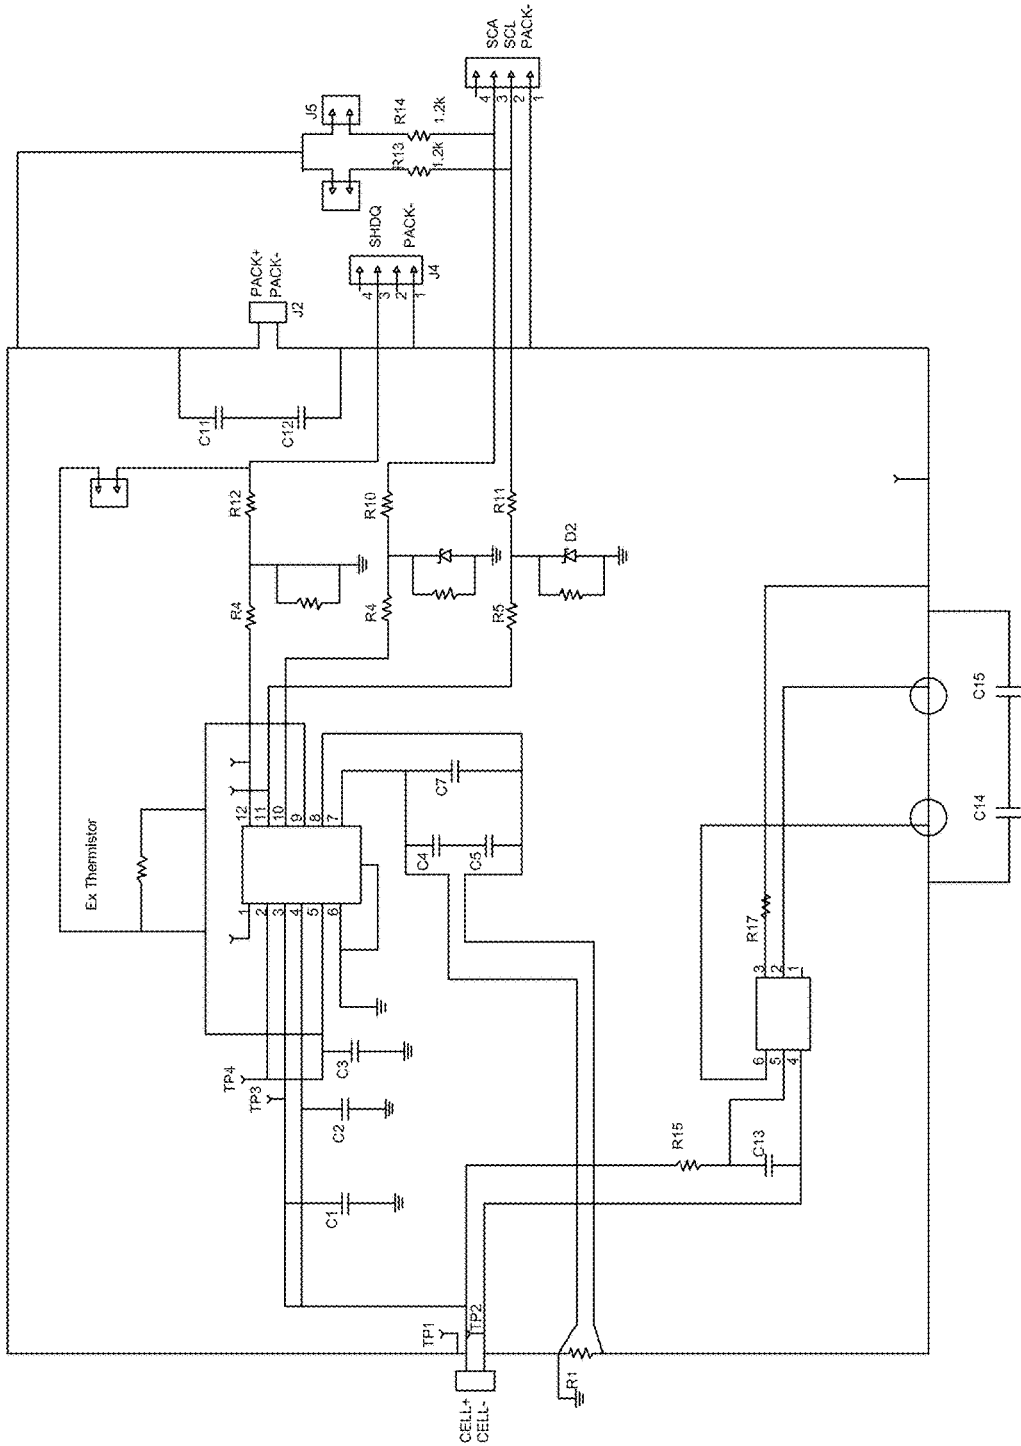 SCA
SCL
PACK-
4
3
2
1
J5
R14
1.2k
R13
1.2k
SHDQ
PACK-
4
3
2
1
J4
PACK+
PACK-
J2
C11
C12
R12
R10
R11
D2
R4
R4
R5
Ex Thermistor
12
11
10
9
8
7
1
2
3
4
5
6
C7
C4
C5
TP4
TP3
C3
C2
C1
TP1
TP2
CELL+
CELL-
R1
R15
C13
R17
3
2
1
6
5
4
C15
C14